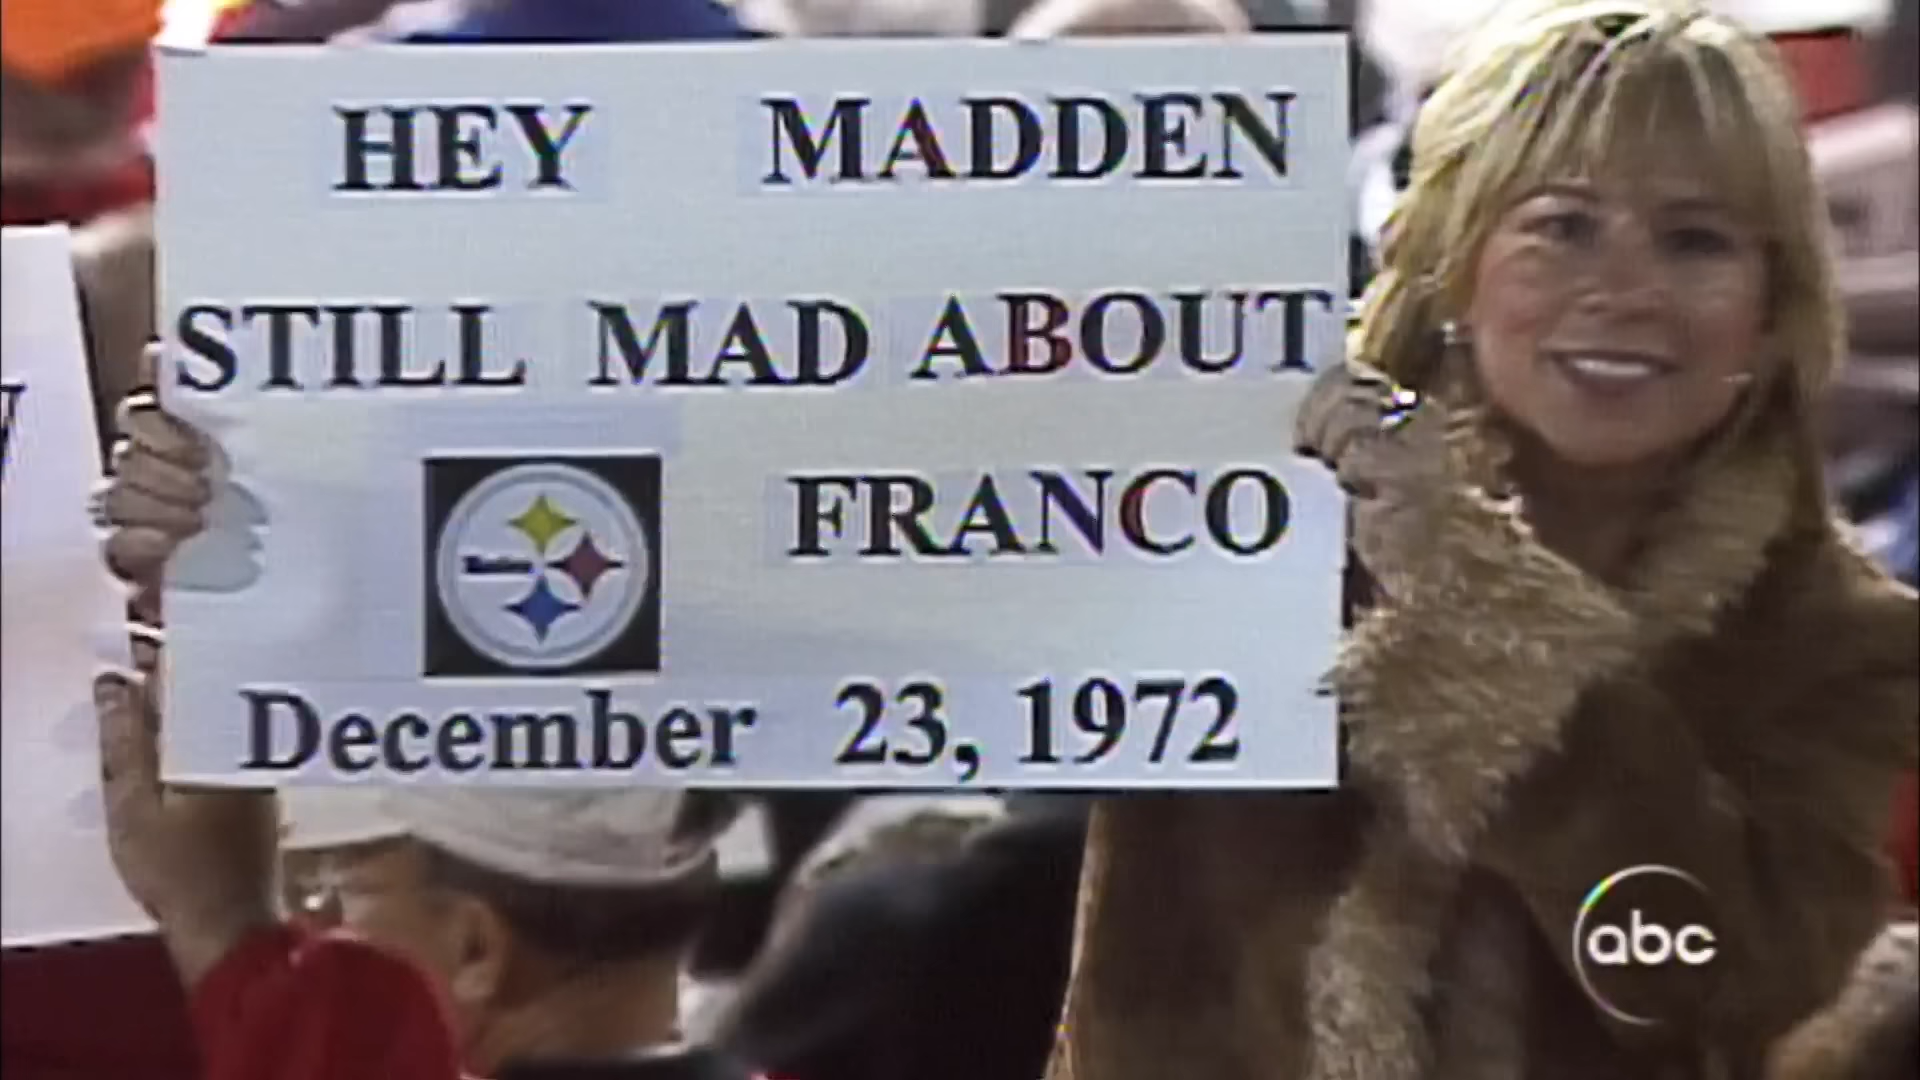 HEY MADDEN
STILL MAD ABOUT
FRANCO
December 23, 1972
abc